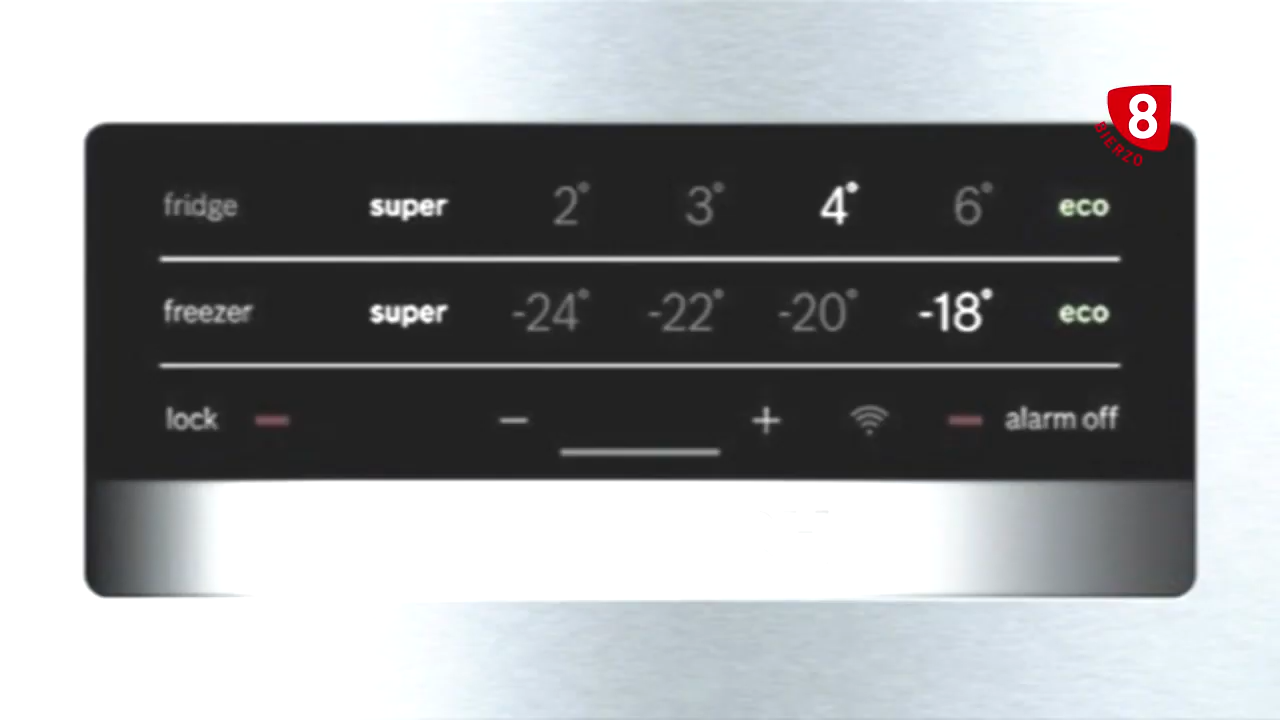 8
BIERZO
fridge super 2° 3° 4° 6° eco
freezer super -24° -22° -20° -18° eco
lock − + alarm off